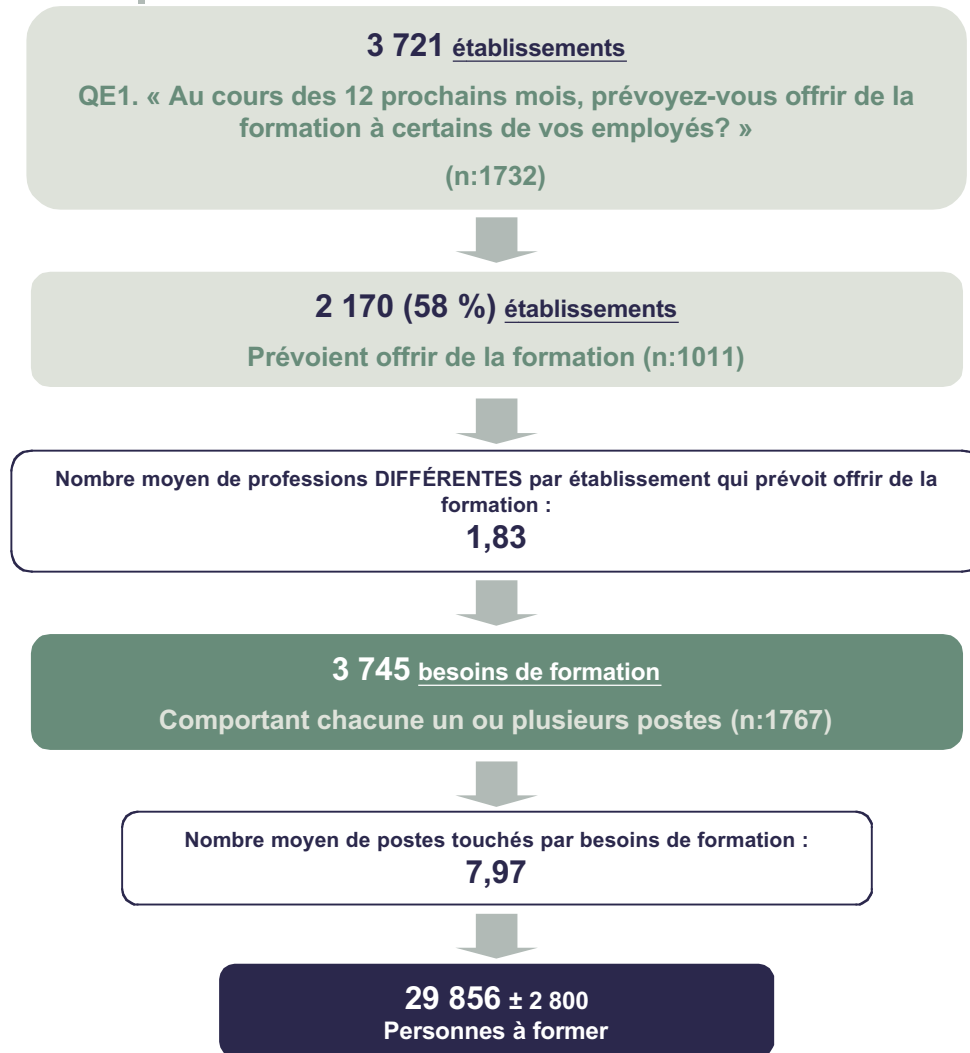 3 721 établissements
QE1. « Au cours des 12 prochains mois, prévoyez-vous offrir de la
formation à certains de vos employés? »
(n:1732)
2 170 (58 %) établissements
Prévoient offrir de la formation (n:1011)
Nombre moyen de professions DIFFÉRENTES par établissement qui prévoit offrir de la
formation :
1,83
3 745 besoins de formation
Comportant chacune un ou plusieurs postes (n:1767)
Nombre moyen de postes touchés par besoins de formation :
7,97
29 856 ± 2 800
Personnes à former